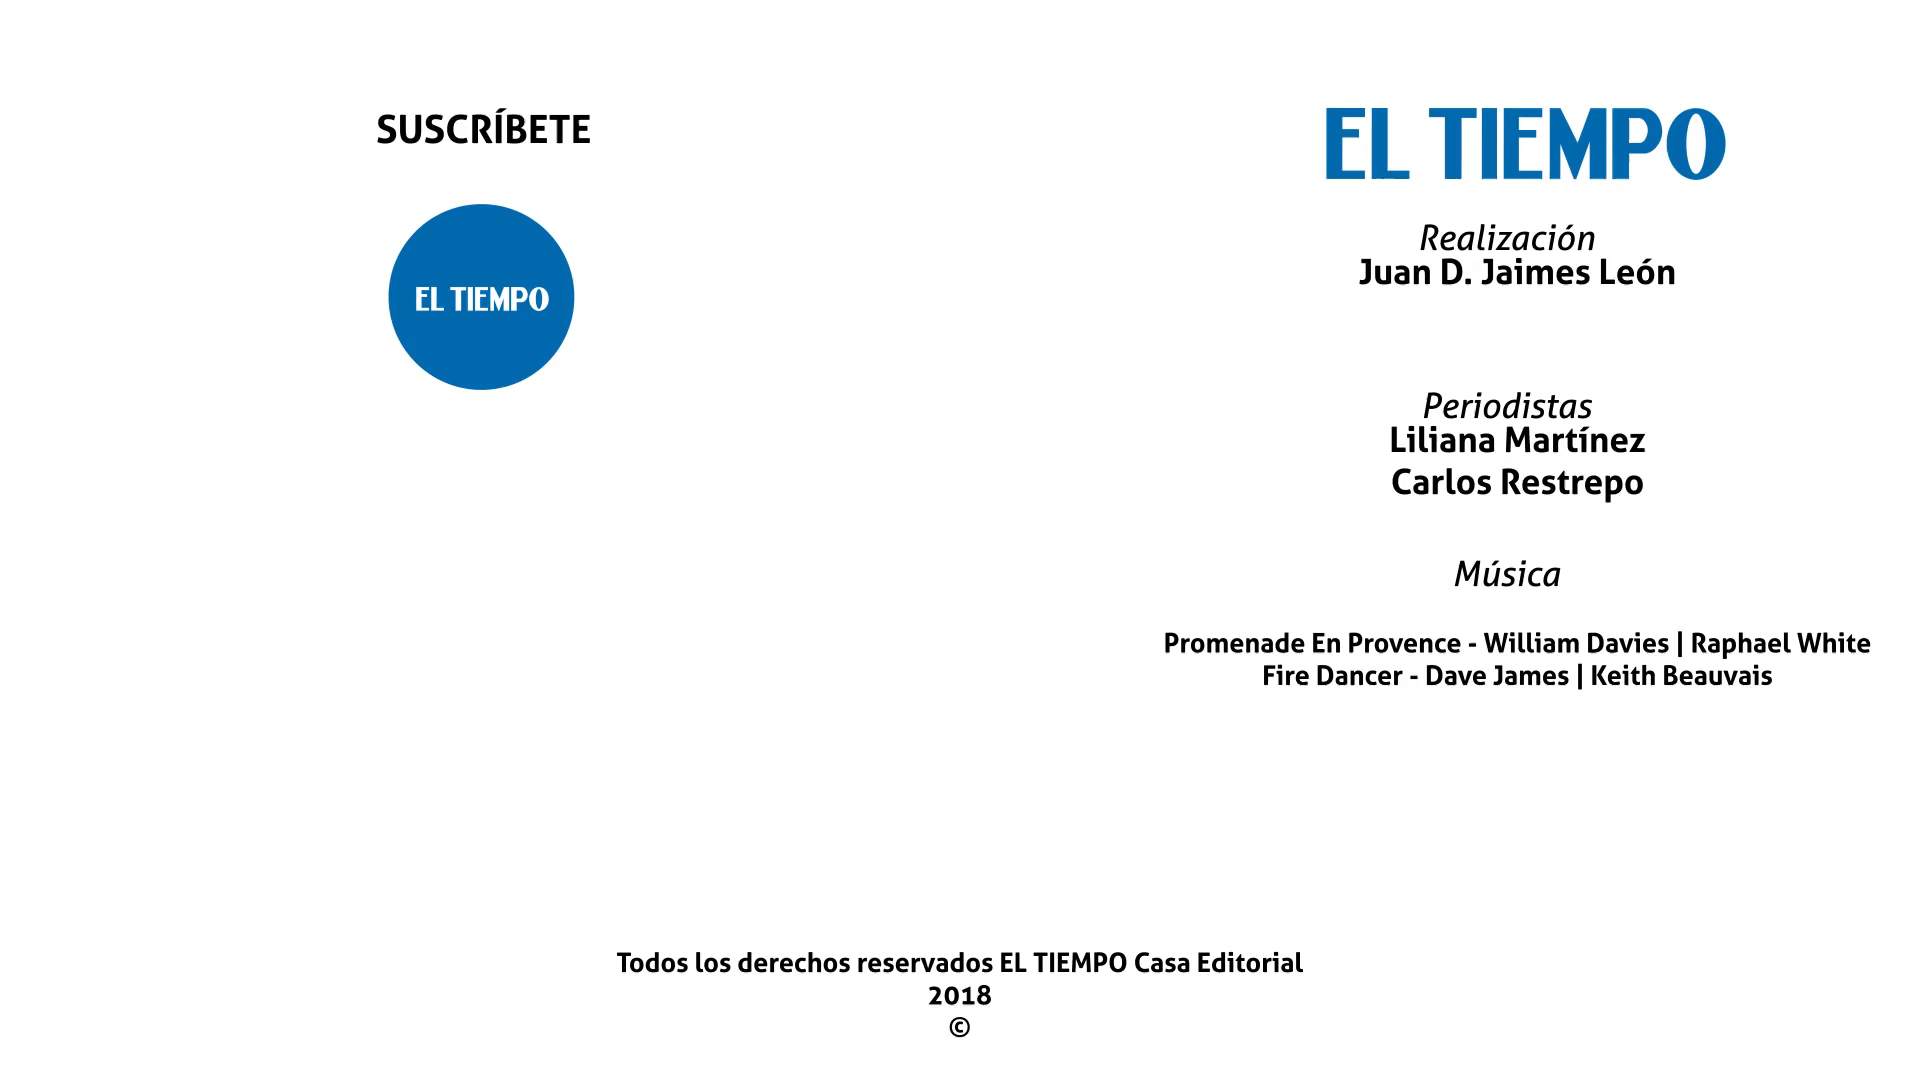 SUSCRÍBETE
EL TIEMPO
EL TIEMPO
Realización
Juan D. Jaimes León
Periodistas
Liliana Martínez
Carlos Restrepo
Música
Promenade En Provence - William Davies | Raphael White
Fire Dancer - Dave James | Keith Beauvais
Todos los derechos reservados EL TIEMPO Casa Editorial
2018
©